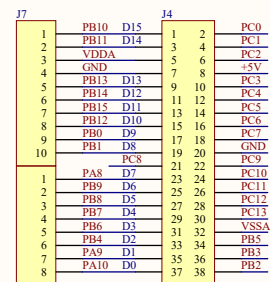 J7 J4
1 PB10 D15 1 2 PC0
2 PB11 D14 3 4 PC1
3 VDDA 5 6 PC2
4 GND 7 8 +5V
5 PB13 D13 9 10 PC3
6 PB14 D12 11 12 PC4
7 PB15 D11 13 14 PC5
8 PB12 D10 15 16 PC6
9 PB0 D9 17 18 PC7
10 PB1 D8 19 20 GND
PC8 21 22 PC9
1 PA8 D7 23 24 PC10
2 PB9 D6 25 26 PC11
3 PB8 D5 27 28 PC12
4 PB7 D4 29 30 PC13
5 PB6 D3 31 32 VSSA
6 PB4 D2 33 34 PB5
7 PA9 D1 35 36 PB3
8 PA10 D0 37 38 PB2